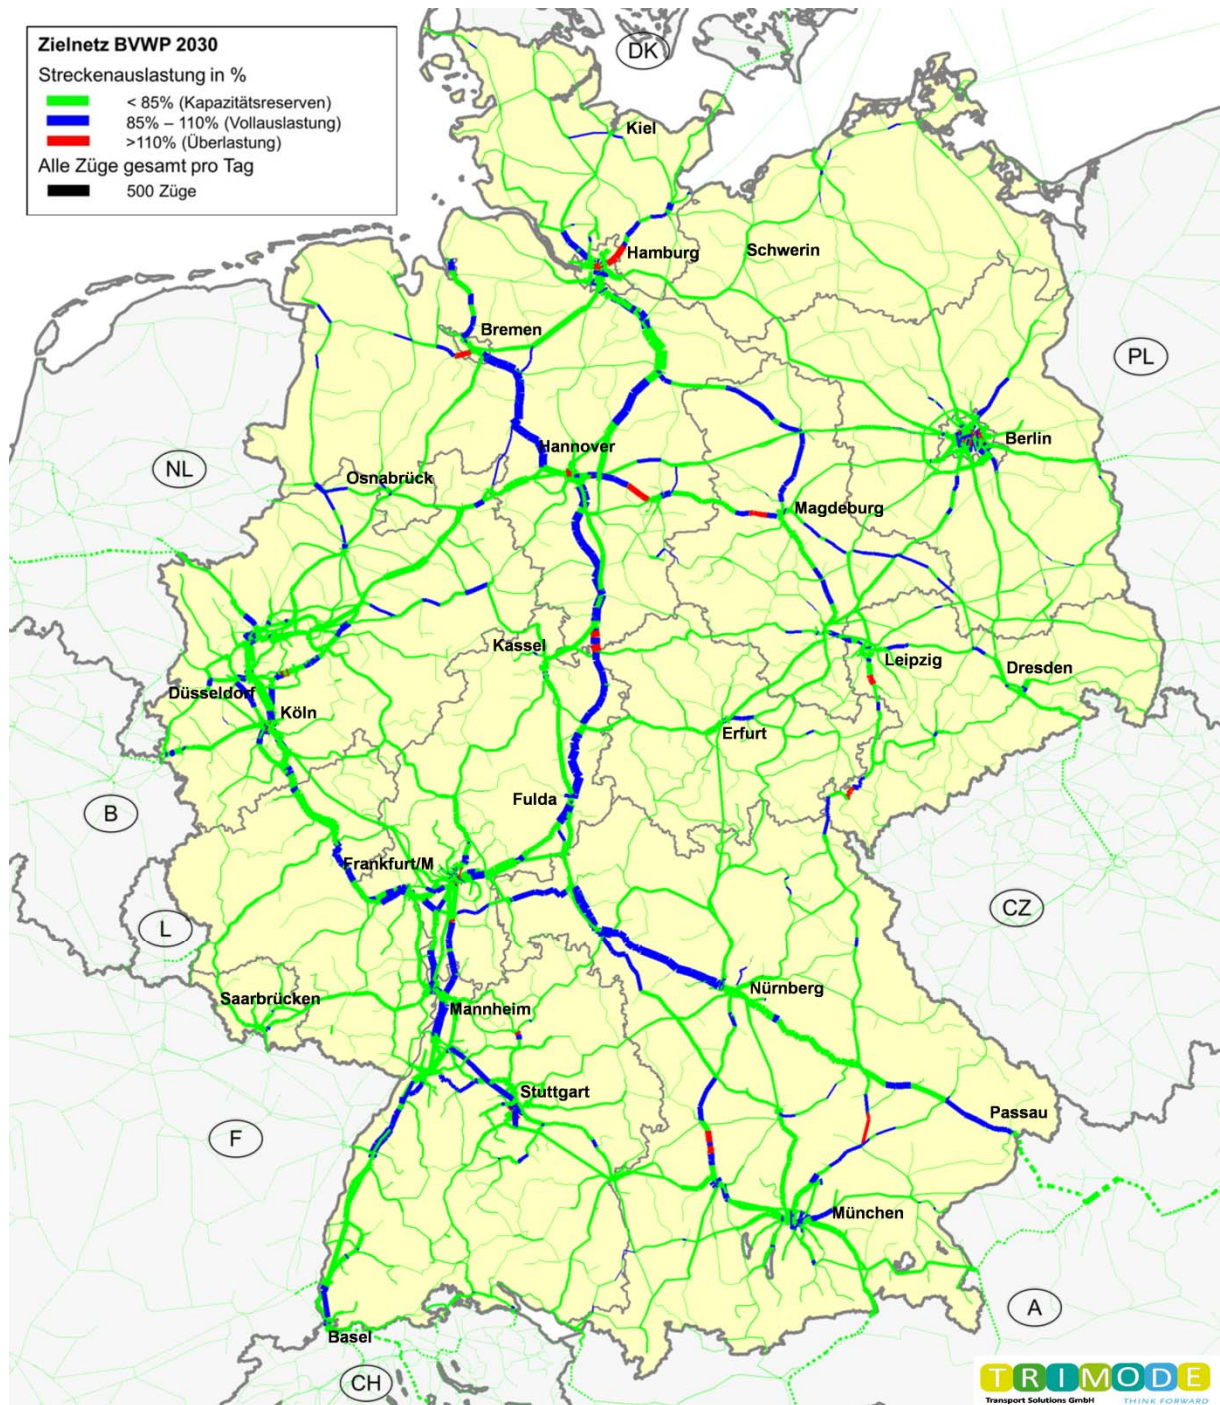 Zielnetz BVWP 2030
Streckenauslastung in %
< 85% (Kapazitätsreserven)
85% – 110% (Vollauslastung)
>110% (Überlastung)
Alle Züge gesamt pro Tag
500 Züge
DK
Kiel
Hamburg
Schwerin
Bremen
PL
Berlin
Hannover
NL
Osnabrück
Magdeburg
Kassel
Leipzig
Dresden
Düsseldorf
Köln
Erfurt
Fulda
B
Frankfurt/M
CZ
L
Nürnberg
Saarbrücken
Mannheim
Stuttgart
Passau
F
München
A
Basel
CH
TRIMODE
Transport Solutions GmbH THINK FORWARD